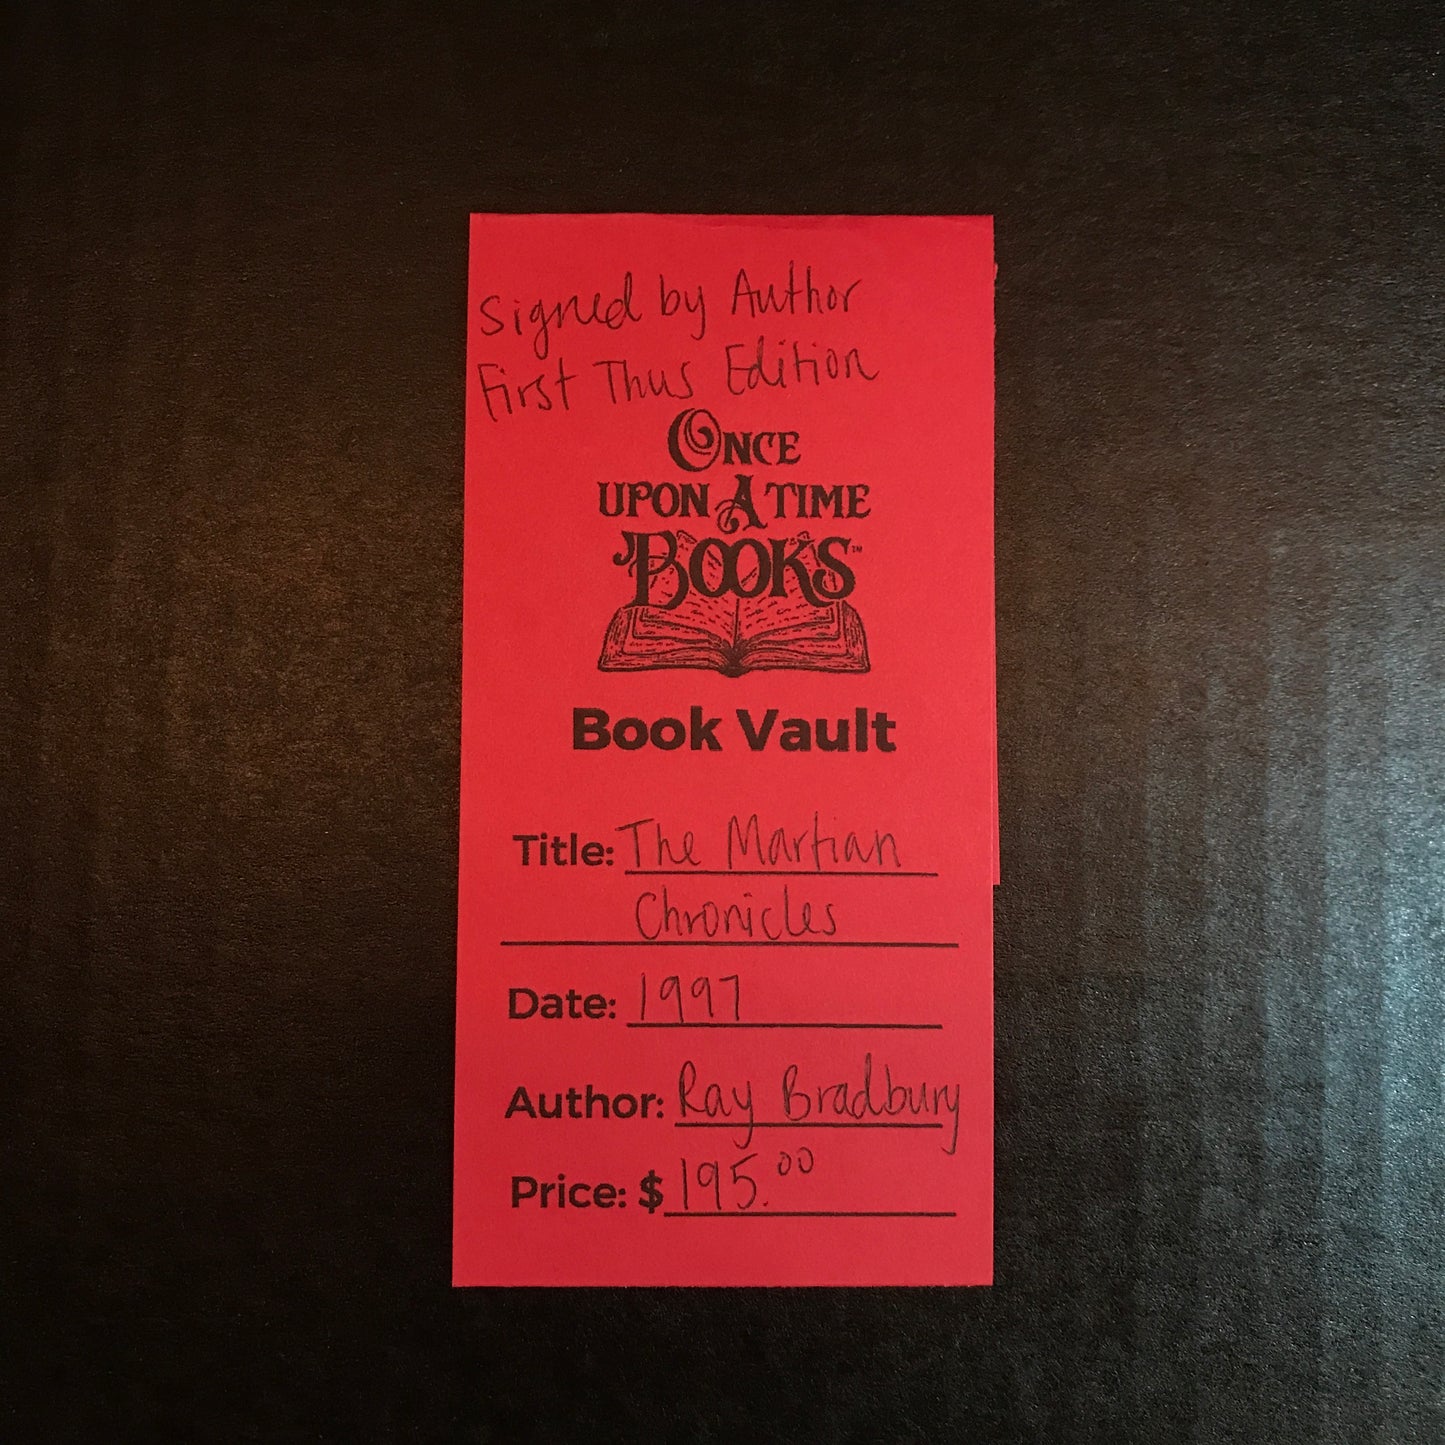 Signed by Author
First Thus Edition
ONCE
UPON A TIME
BOOKS™
Book Vault
Title: The Martian
Chronicles
Date: 1997
Author: Ray Bradbury
Price: $195.00